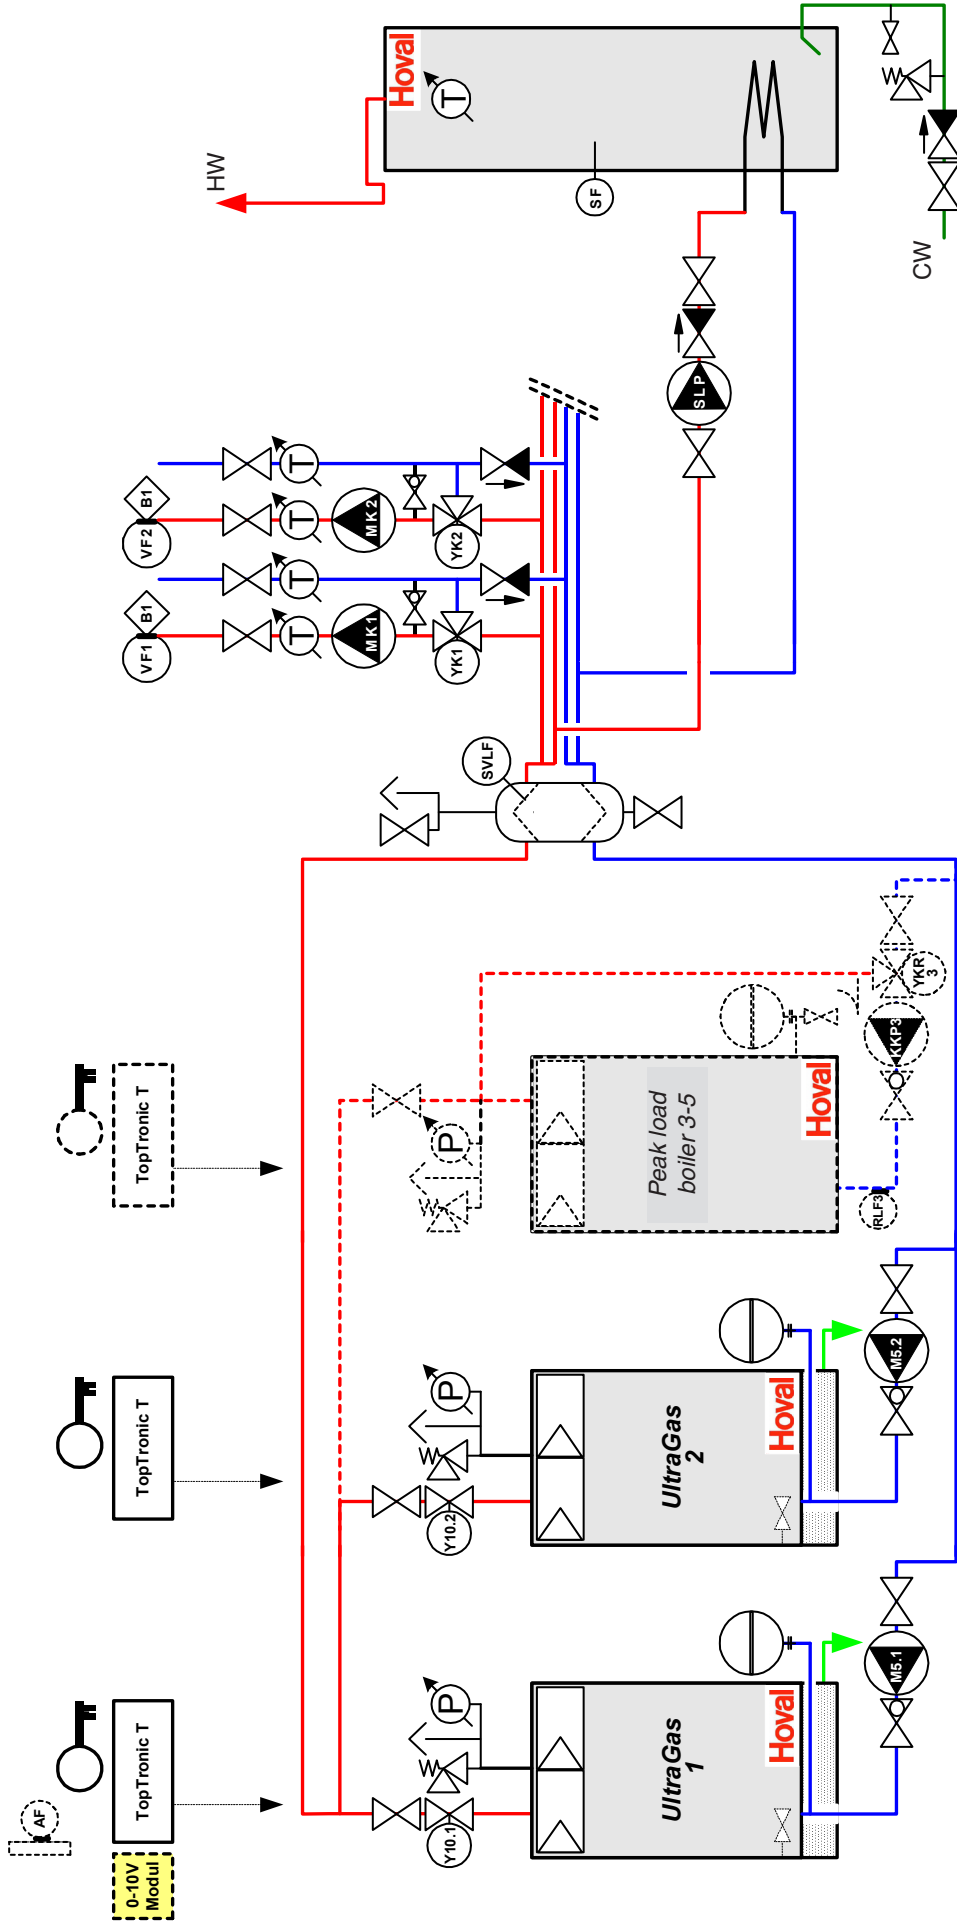 AF
0-10V
Modul
TopTronic T
TopTronic T
TopTronic T
VF1
B1
VF2
B1
HW
T
T
T
T
MK1
MK2
YK1
YK2
SVLF
Hoval
T
SF
SLP
CW
Y10.1
P
Y10.2
P
P
UltraGas
1
Hoval
UltraGas
2
Hoval
Peak load
boiler 3-5
Hoval
M5.1
M5.2
RLF3
KKP3
YKR
3